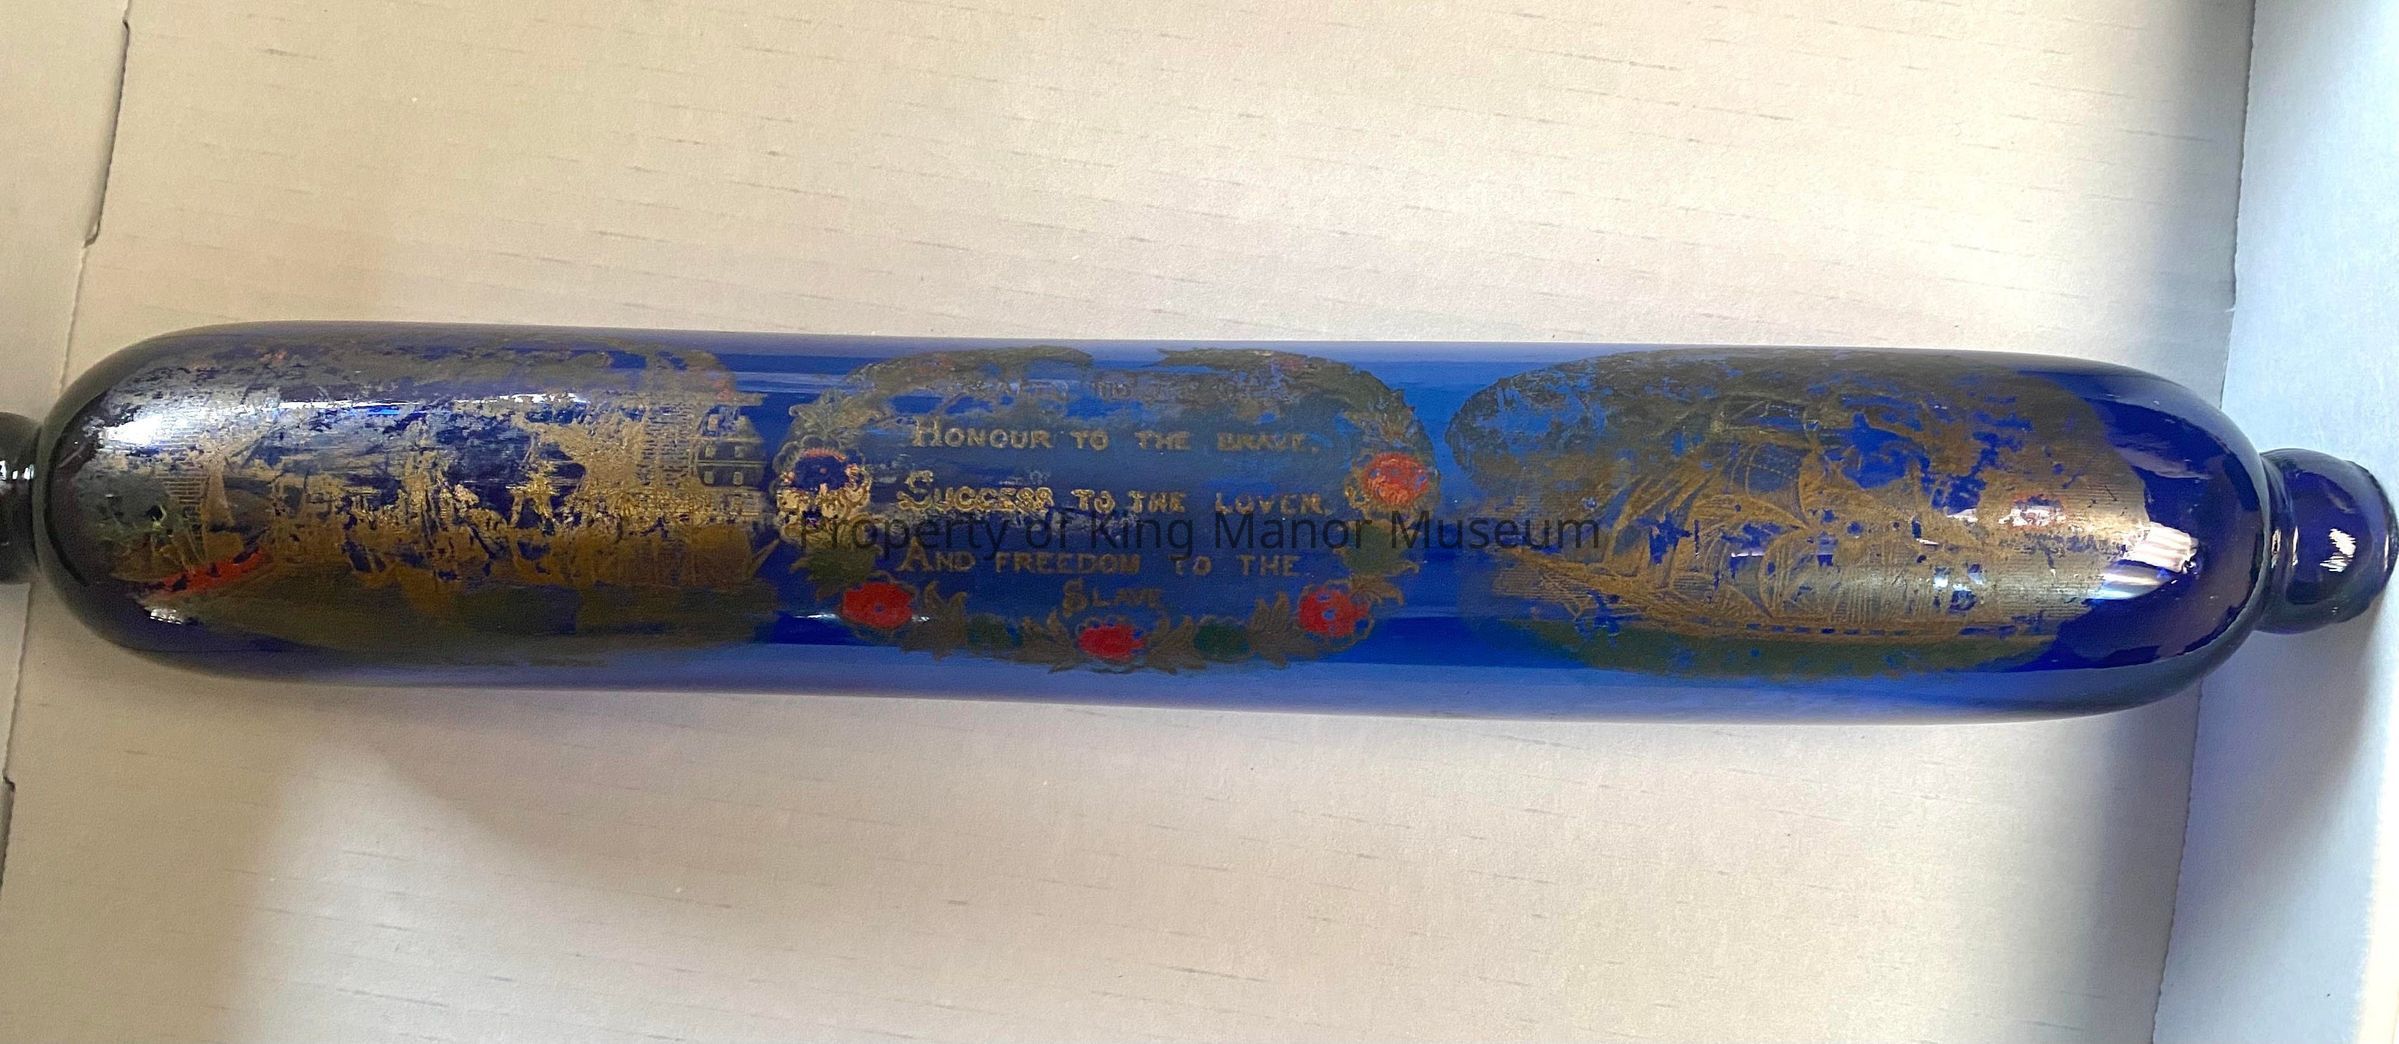 HONOUR TO THE BRAVE,
SUCCESS TO THE LOVER,
AND FREEDOM TO THE
SLAVE
Property of King Manor Museum